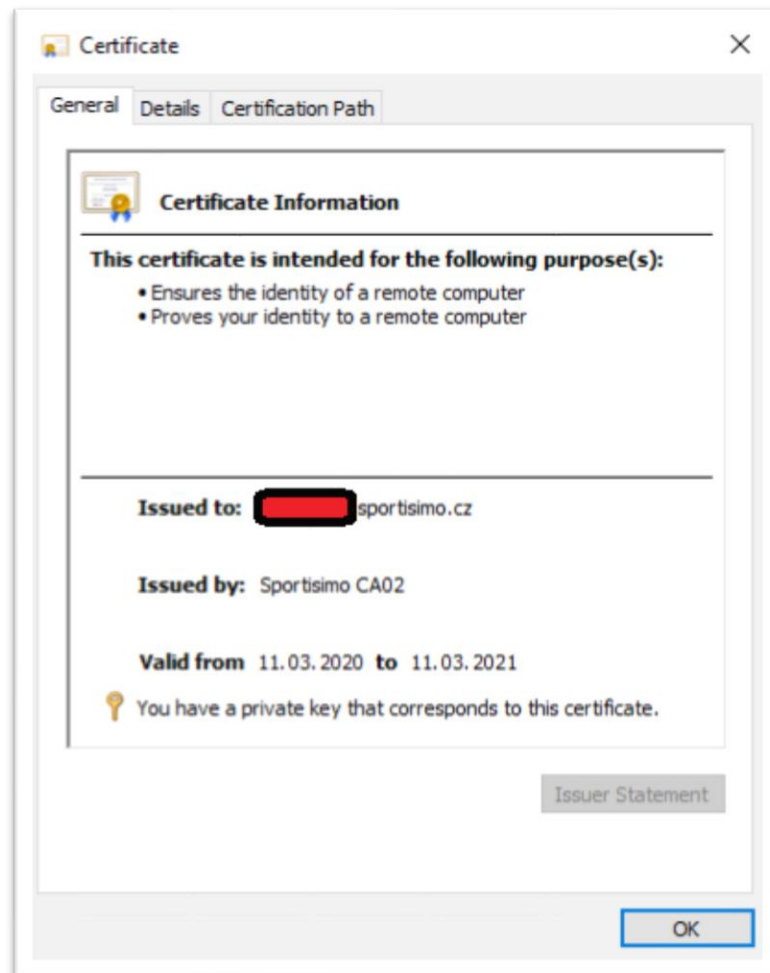 Certificate
General Details Certification Path
Certificate Information
This certificate is intended for the following purpose(s):
• Ensures the identity of a remote computer
• Proves your identity to a remote computer
Issued to: sportisimo.cz
Issued by: Sportisimo CA02
Valid from 11.03.2020 to 11.03.2021
You have a private key that corresponds to this certificate.
Issuer Statement
OK